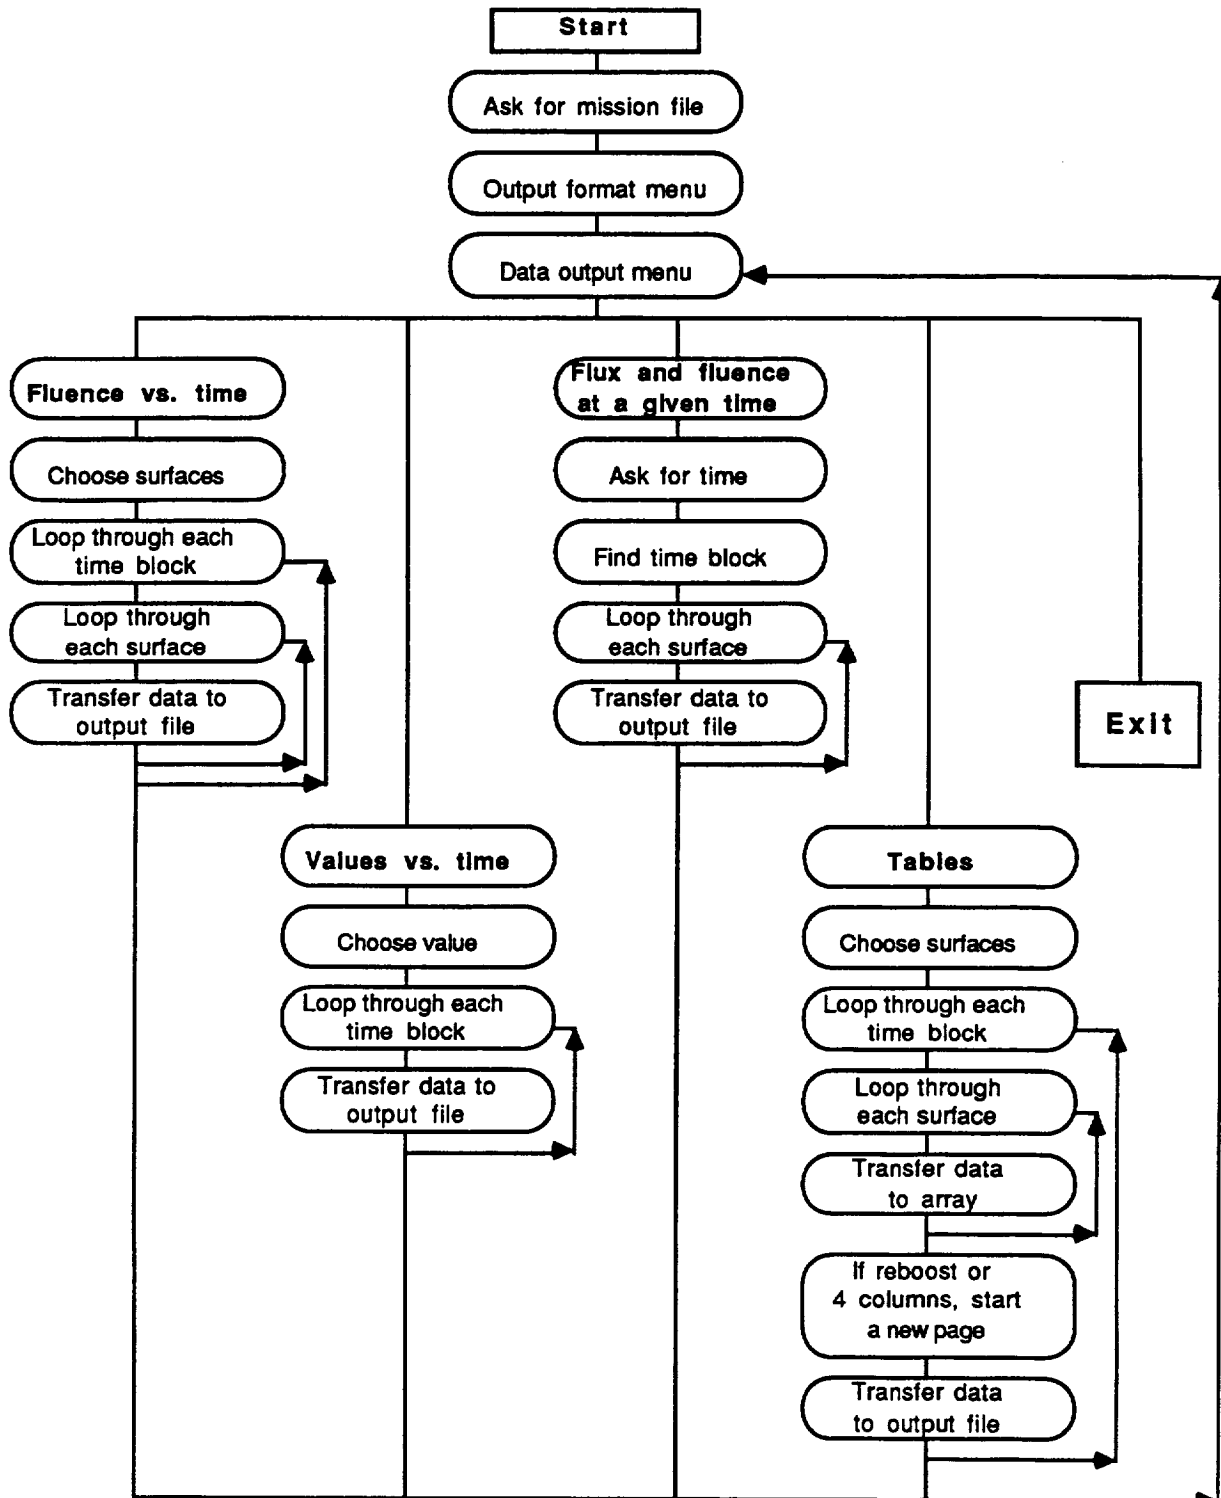 Start
Ask for mission file
Output format menu
Data output menu
Fluence vs. time
Choose surfaces
Loop through each
time block
Loop through
each surface
Transfer data to
output file
Values vs. time
Choose value
Loop through each
time block
Transfer data to
output file
Flux and fluence
at a given time
Ask for time
Find time block
Loop through
each surface
Transfer data to
output file
Tables
Choose surfaces
Loop through each
time block
Loop through
each surface
Transfer data
to array
If reboost or
4 columns, start
a new page
Transfer data
to output file
Exit